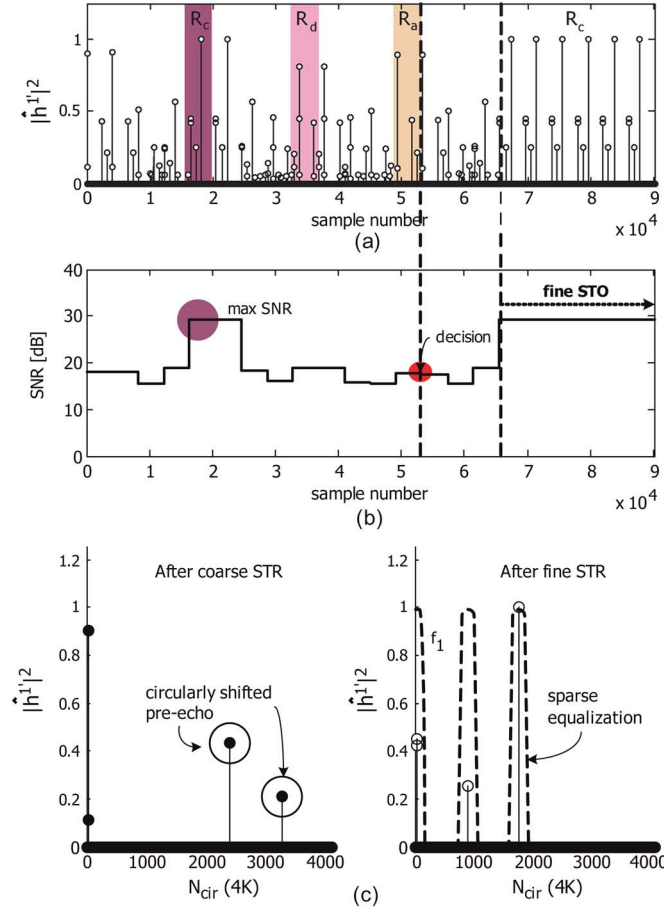 R_c R_d R_a R_c
|ĥ^1'|^2
1
0.5
0
0 1 2 3 4 5 6 7 8 9
sample number
x 10^4
(a)
SNR [dB]
40
30
20
10
0
max SNR
decision
fine STO
0 1 2 3 4 5 6 7 8 9
sample number
x 10^4
(b)
|ĥ^1'|^2
1.2
1
0.8
0.6
0.4
0.2
0
After coarse STR
circularly shifted
pre-echo
0 1000 2000 3000 4000
N_cir (4K)
|ĥ^1'|^2
1.2
1
0.8
0.6
0.4
0.2
0
After fine STR
f_1
sparse
equalization
0 1000 2000 3000 4000
N_cir (4K)
(c)